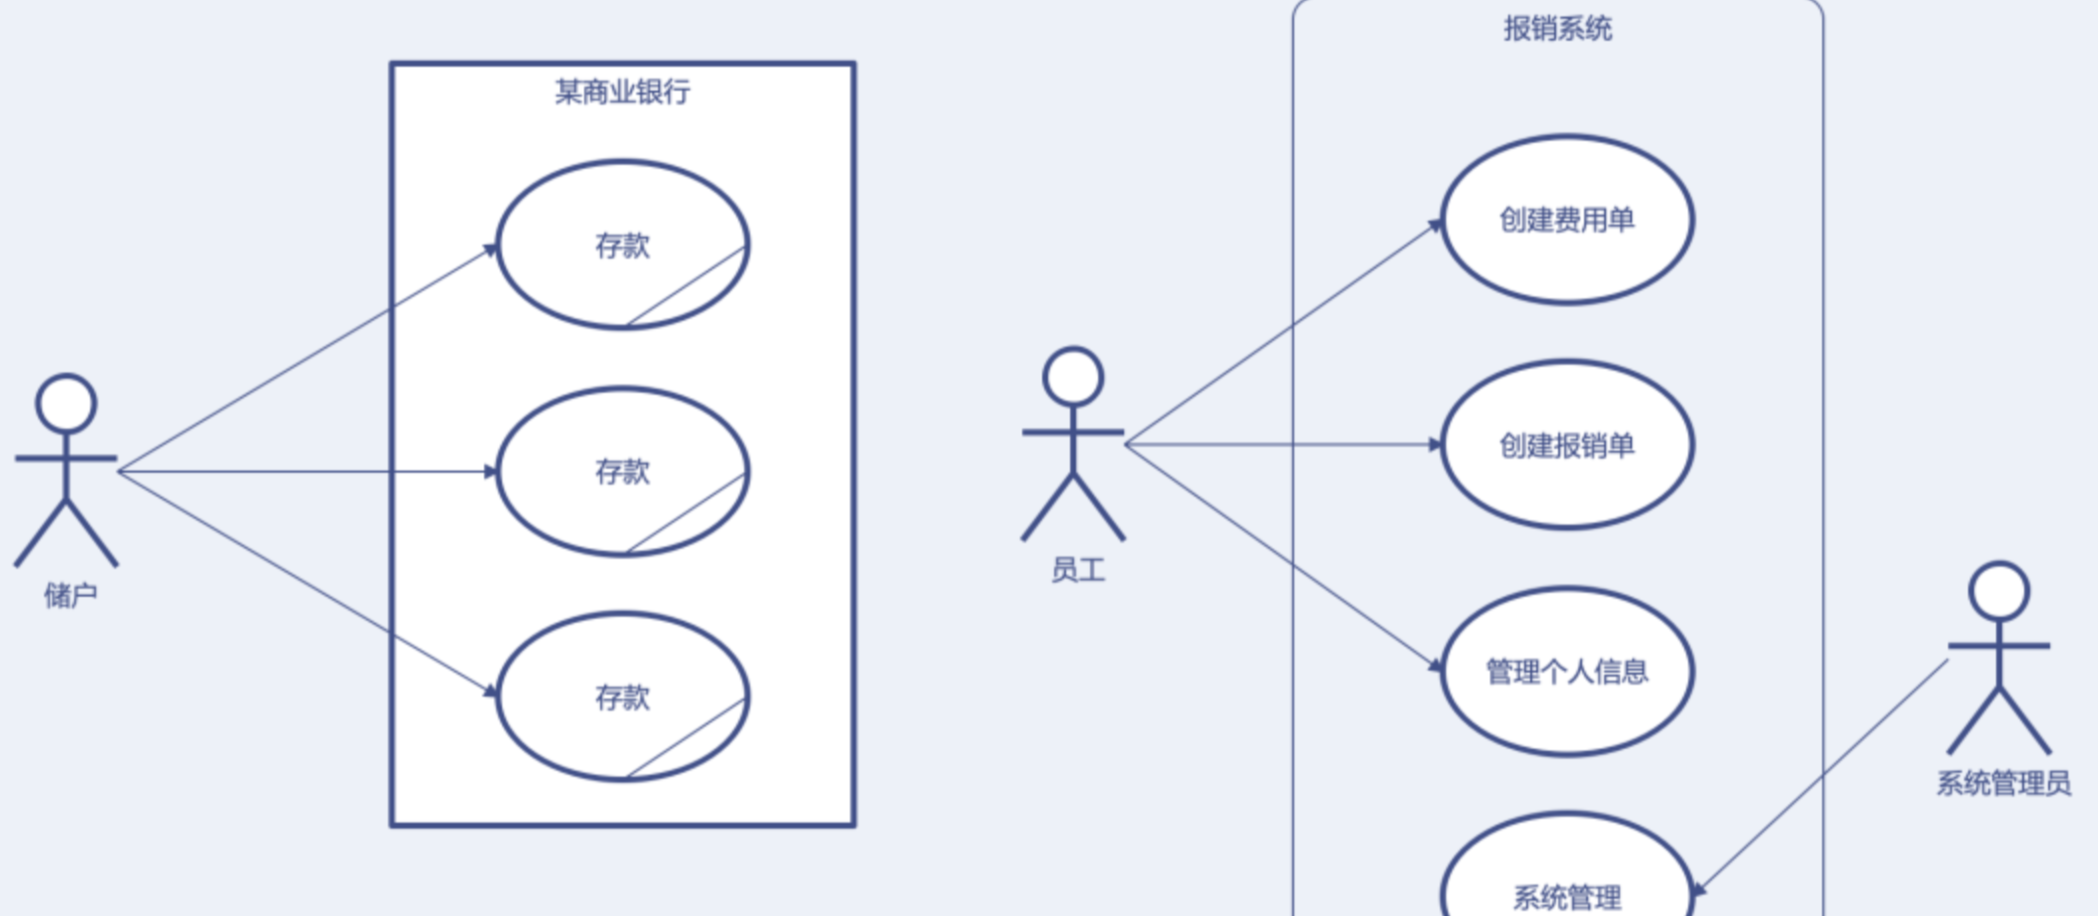 某商业银行
存款
存款
存款
储户
报销系统
创建费用单
创建报销单
管理个人信息
系统管理
员工
系统管理员